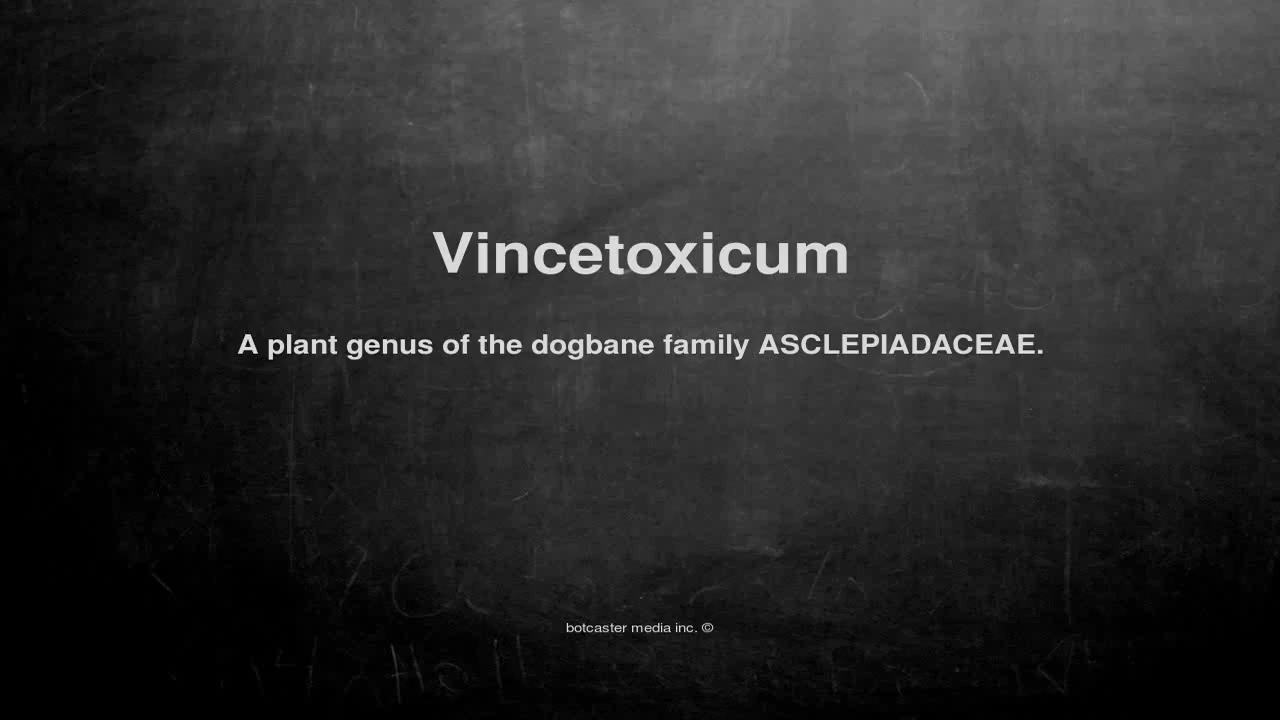 Vincetoxicum
A plant genus of the dogbane family ASCLEPIADACEAE.
botcaster media inc. ©